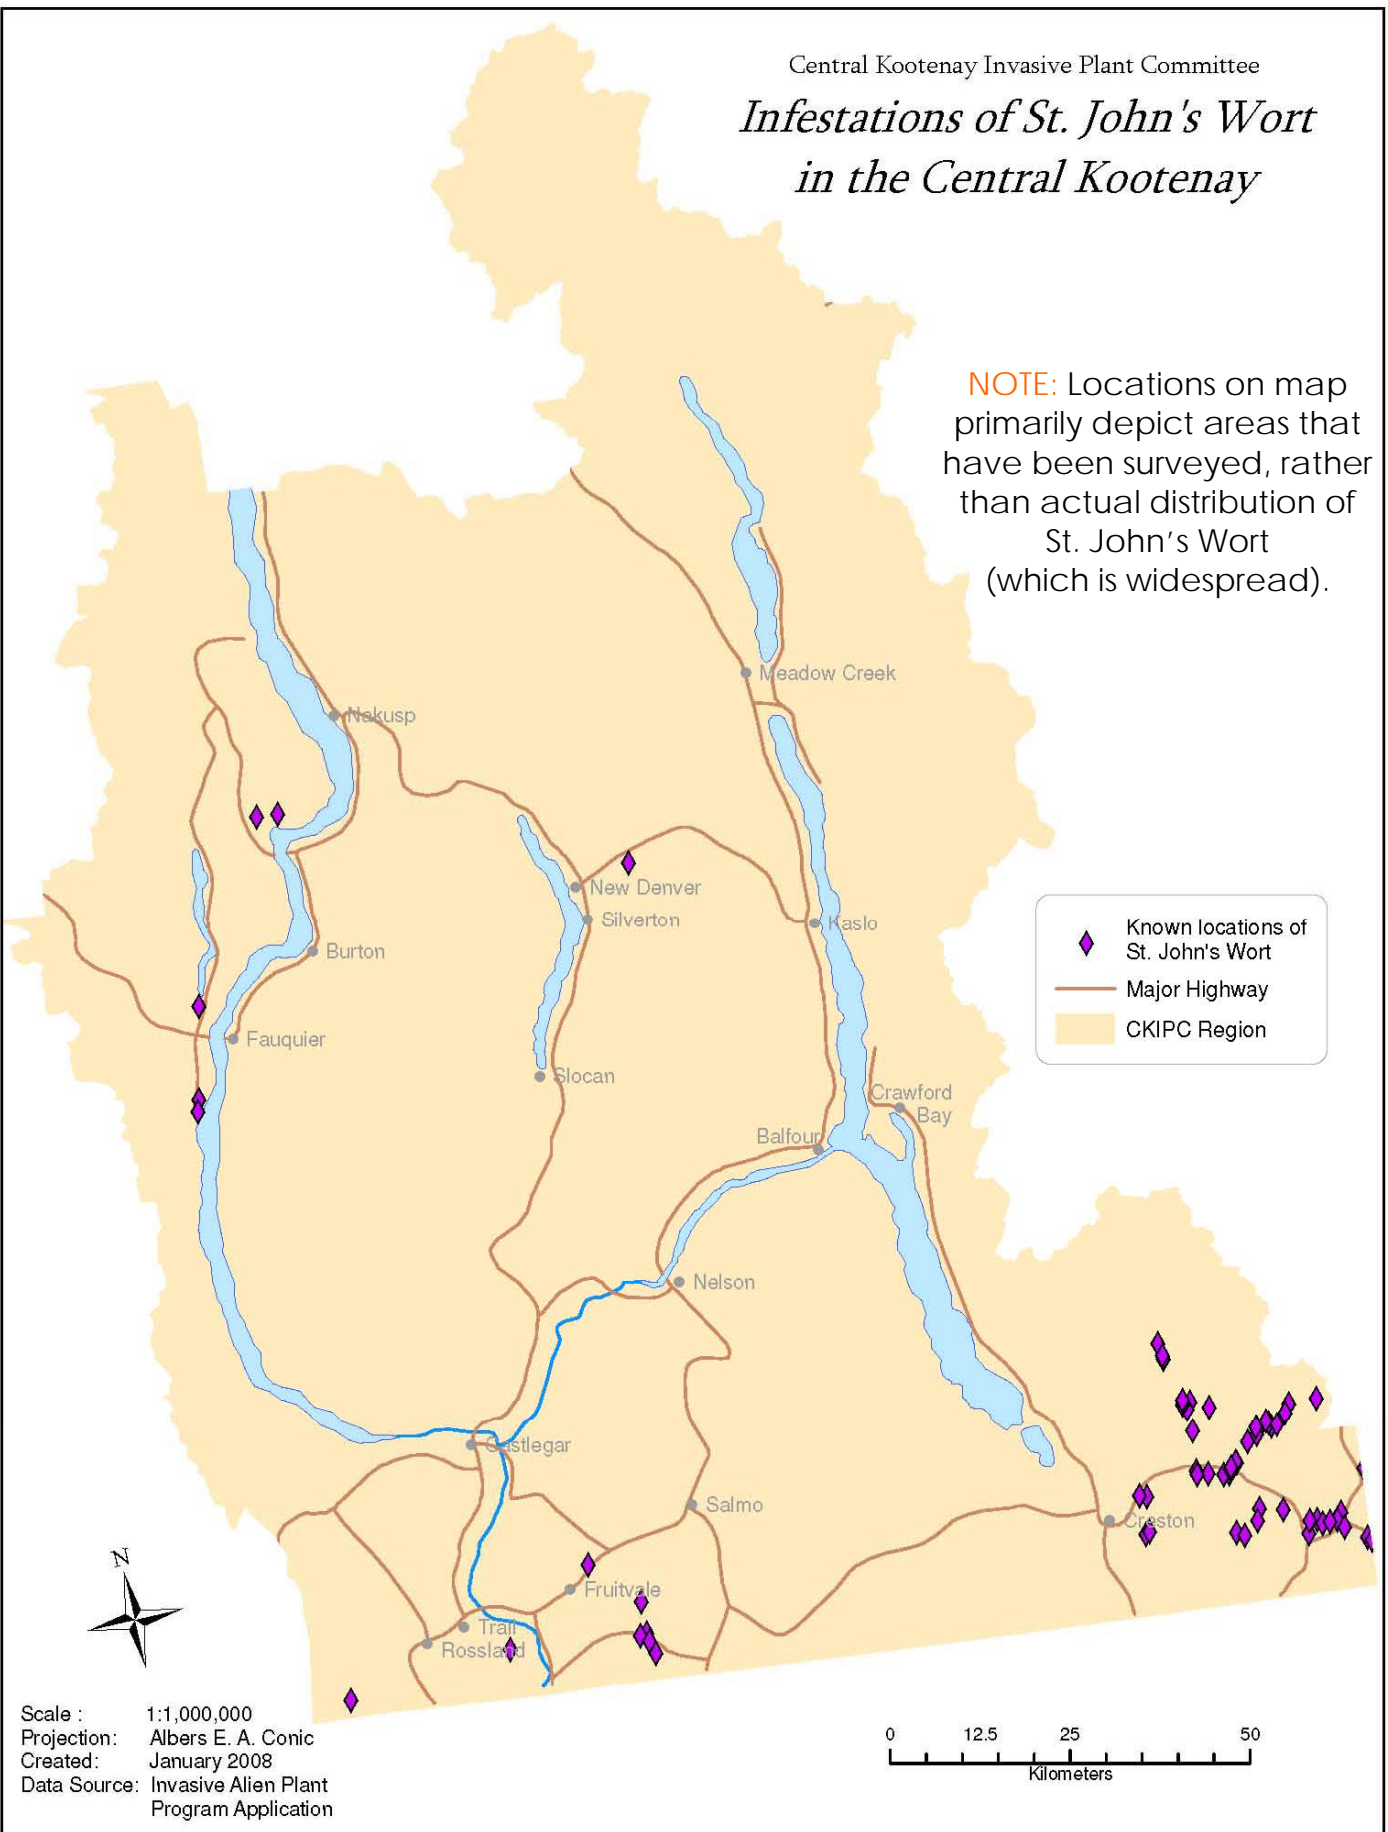 Central Kootenay Invasive Plant Committee
Infestations of St. John's Wort
in the Central Kootenay
NOTE: Locations on map
primarily depict areas that
have been surveyed, rather
than actual distribution of
St. John's Wort
(which is widespread).
Meadow Creek
Nakusp
New Denver
Silverton
Kaslo
Burton
Fauquier
Slocan
Crawford
Bay
Balfour
Nelson
Castlegar
Salmo
Creston
Fruitvale
Trail
Rossland
Known locations of
St. John's Wort
Major Highway
CKIPC Region
N
Scale : 1:1,000,000
Projection: Albers E. A. Conic
Created: January 2008
Data Source: Invasive Alien Plant
Program Application
0 12.5 25 50
Kilometers